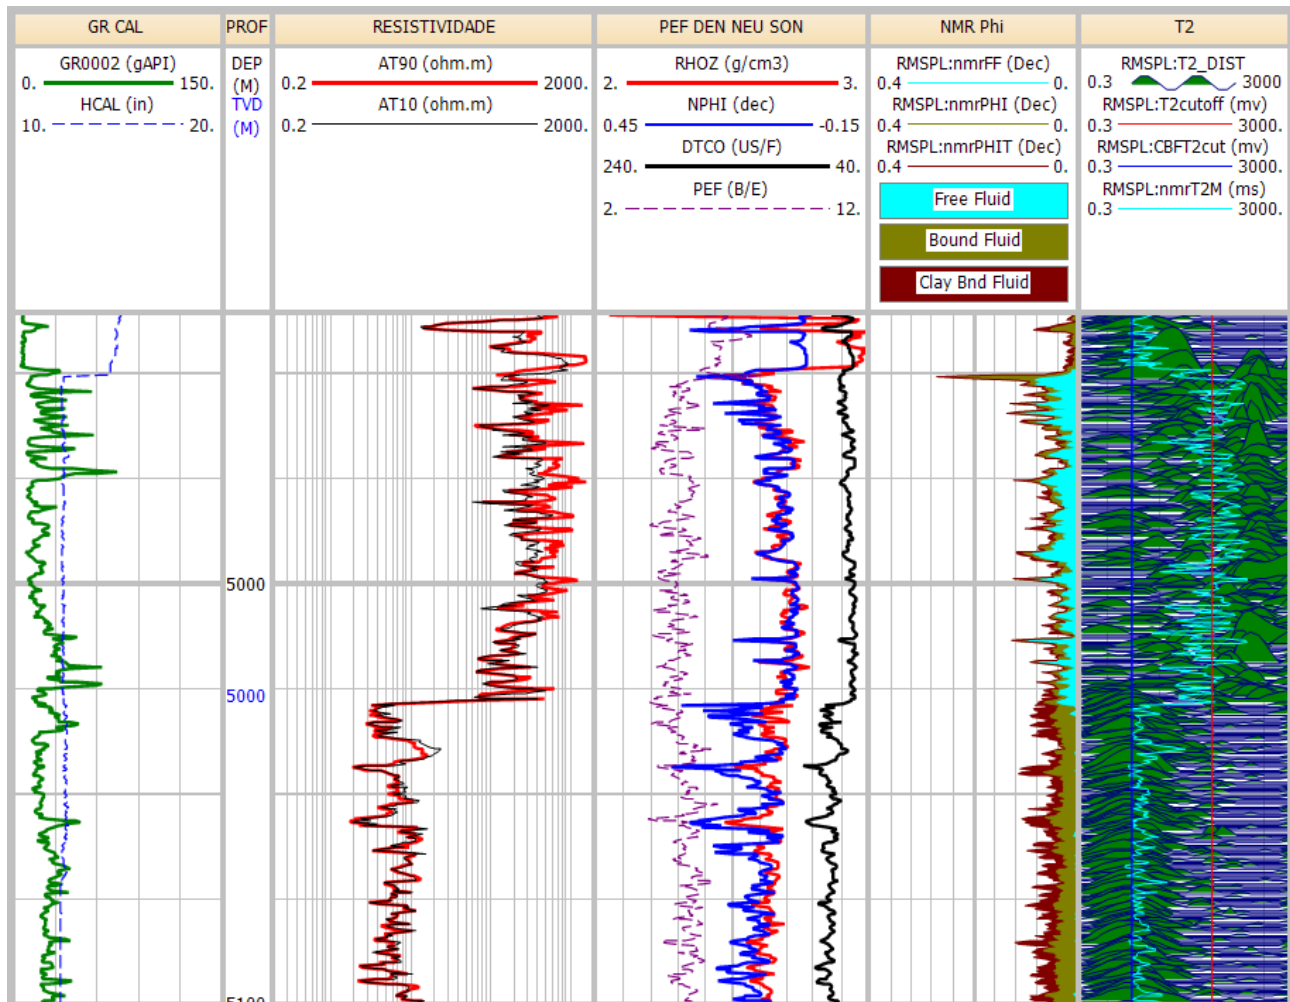 GR CAL PROF RESISTIVIDADE PEF DEN NEU SON NMR Phi T2
GR0002 (gAPI)
0. 150.
HCAL (in)
10. 20.
DEP
(M)
TVD
(M)
AT90 (ohm.m)
0.2 2000.
AT10 (ohm.m)
0.2 2000.
RHOZ (g/cm3)
2. 3.
NPHI (dec)
0.45 -0.15
DTCO (US/F)
240. 40.
PEF (B/E)
2. 12.
RMSPL:nmrFF (Dec)
0.4 0.
RMSPL:nmrPHI (Dec)
0.4 0.
RMSPL:nmrPHIT (Dec)
0.4 0.
Free Fluid
Bound Fluid
Clay Bnd Fluid
RMSPL:T2_DIST
0.3 3000
RMSPL:T2cutoff (mv)
0.3 3000.
RMSPL:CBFT2cut (mv)
0.3 3000.
RMSPL:nmrT2M (ms)
0.3 3000.
5000
5000
5100